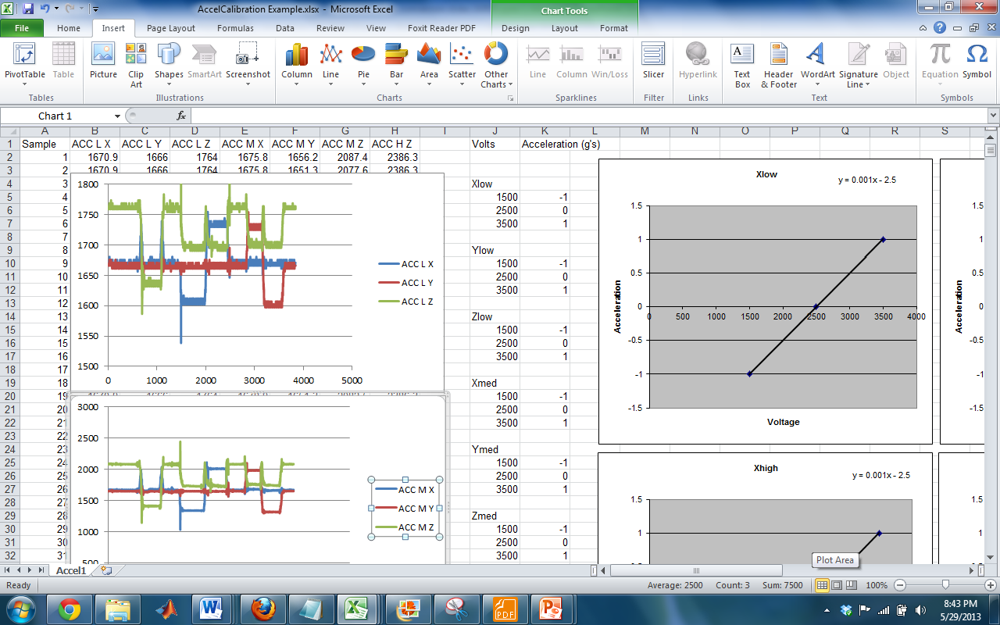 AccelCalibration Example.xlsx - Microsoft Excel
Chart Tools
File Home Insert Page Layout Formulas Data Review View Foxit Reader PDF Design Layout Format
PivotTable Table Picture Clip Art Shapes SmartArt Screenshot Column Line Pie Bar Area Scatter Other Charts Line Column Win/Loss Slicer Hyperlink Text Box Header & Footer WordArt Signature Line Object Equation Symbol
Tables Illustrations Charts Sparklines Filter Links Text Symbols
Chart 1 fx
A B C D E F G H I J K L M N O P Q R S
1 Sample ACC L X ACC L Y ACC L Z ACC M X ACC M Y ACC M Z ACC H Z Volts Acceleration (g's)
2 1 1670.9 1666 1764 1675.8 1656.2 2087.4 2386.3
3 2 1670.9 1666 1764 1675.8 1651.3 2077.6 2386.3
4 3 Xlow
5 4 1500 -1
6 5 2500 0
7 6 3500 1
8 7
9 8 Ylow
10 9 1500 -1
11 10 2500 0
12 11 3500 1
13 12
14 13 Zlow
15 14 1500 -1
16 15 2500 0
17 16 3500 1
18 17
19 18 Xmed
20 19 1500 -1
21 20 2500 0
22 21 3500 1
23 22
24 23 Ymed
25 24 1500 -1
26 25 2500 0
27 26 3500 1
28 27
29 28 Zmed
30 29 1500 -1
31 30 2500 0
32 31 3500 1
1800
1750
1700
1650
1600
1550
1500
0 1000 2000 3000 4000 5000
ACC L X
ACC L Y
ACC L Z
3000
2500
2000
1500
1000
500
ACC M X
ACC M Y
ACC M Z
Xlow
y = 0.001x - 2.5
1.5
1
0.5
0
-0.5
-1
-1.5
0 500 1000 1500 2000 2500 3000 3500 4000
Acceleration
Voltage
1.5
1
0.5
0
-0.5
-1
-1.5
Acceleration
Xhigh
y = 0.001x - 2.5
1.5
1
Plot Area
1.5
1
Accel1
Ready Average: 2500 Count: 3 Sum: 7500 100%
8:43 PM
5/29/2013